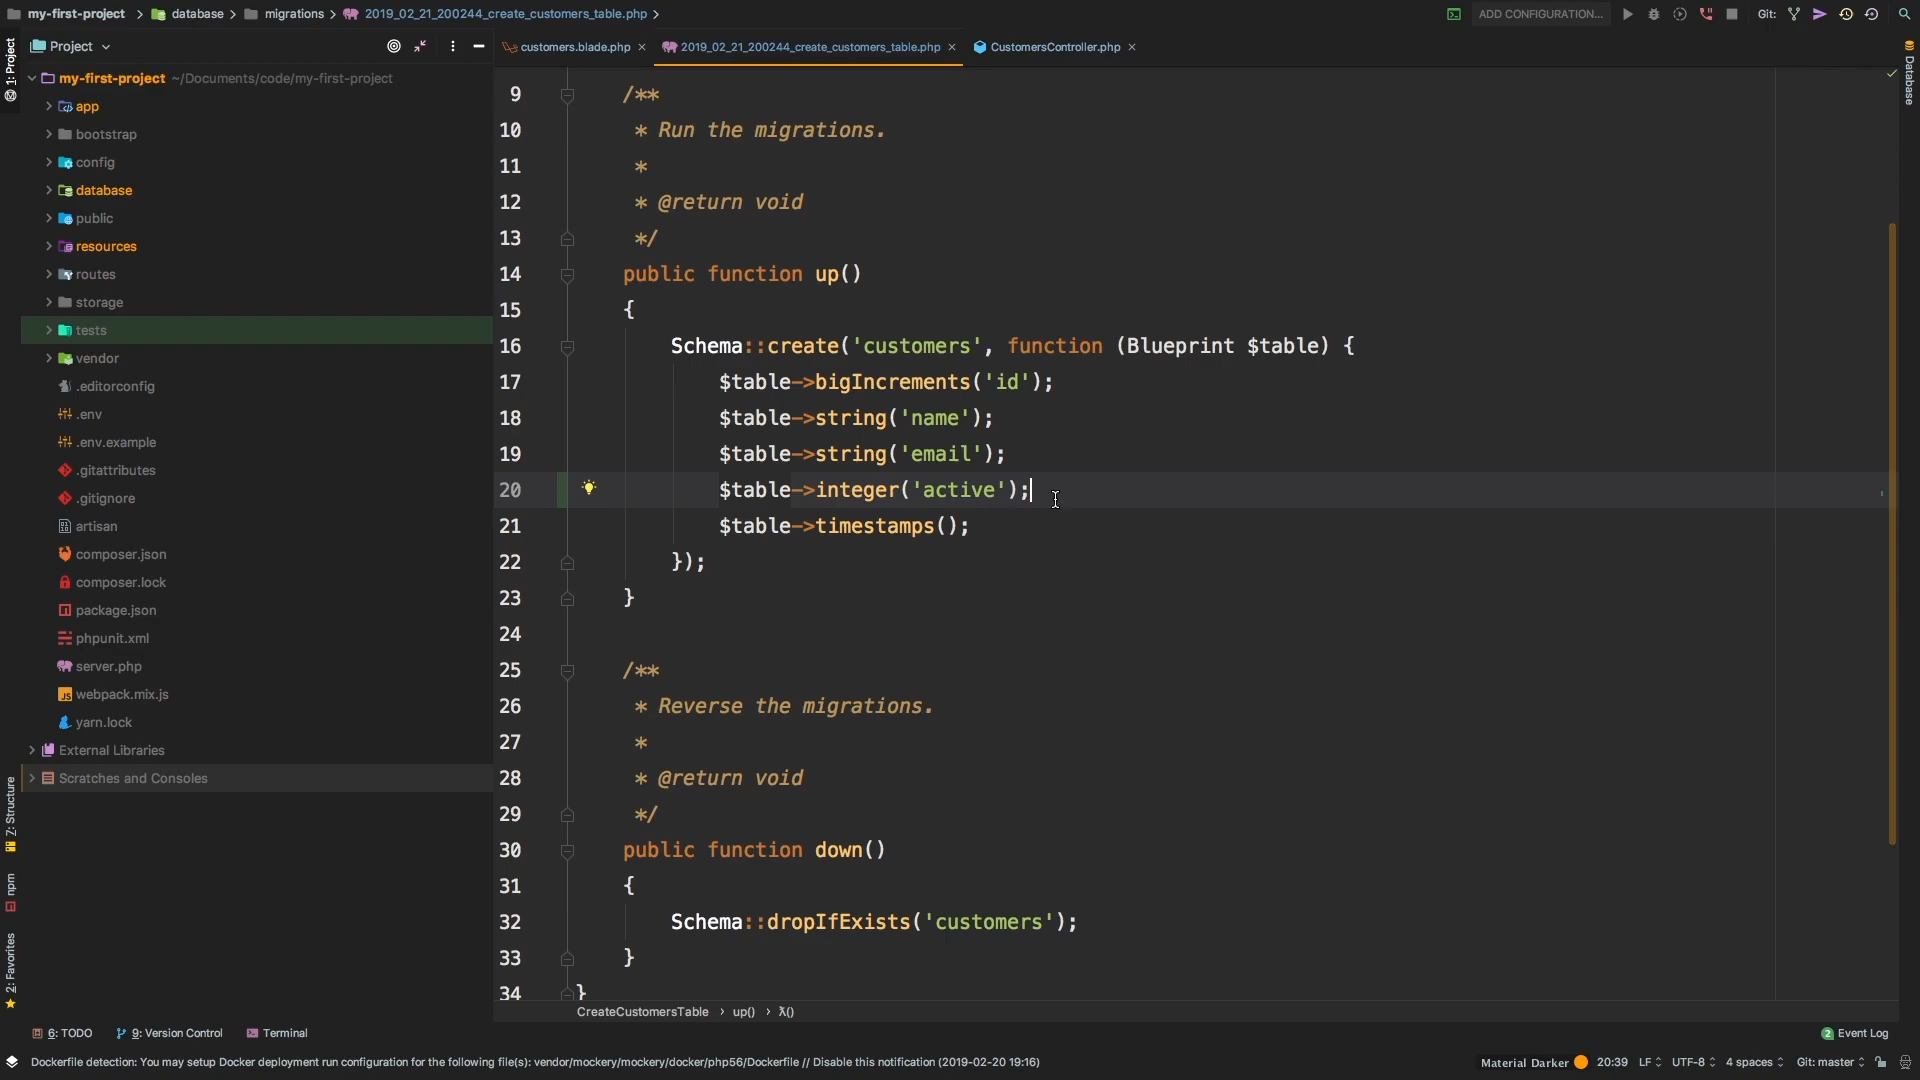 my-first-project database migrations 2019_02_21_200244_create_customers_table.php
ADD CONFIGURATION... Git:
Project
customers.blade.php 2019_02_21_200244_create_customers_table.php CustomersController.php
1: Project
Z: Structure
npm
2: Favorites
Database
my-first-project ~/Documents/code/my-first-project
app
bootstrap
config
database
public
resources
routes
storage
tests
vendor
.editorconfig
.env
.env.example
.gitattributes
.gitignore
artisan
composer.json
composer.lock
package.json
phpunit.xml
server.php
webpack.mix.js
yarn.lock
External Libraries
Scratches and Consoles
9 /**
10 * Run the migrations.
11 *
12 * @return void
13 */
14 public function up()
15 {
16 Schema::create('customers', function (Blueprint $table) {
17 $table->bigIncrements('id');
18 $table->string('name');
19 $table->string('email');
20 $table->integer('active');
21 $table->timestamps();
22 });
23 }
24
25 /**
26 * Reverse the migrations.
27 *
28 * @return void
29 */
30 public function down()
31 {
32 Schema::dropIfExists('customers');
33 }
34 }
CreateCustomersTable › up() › λ()
6: TODO 9: Version Control Terminal
2 Event Log
Dockerfile detection: You may setup Docker deployment run configuration for the following file(s): vendor/mockery/mockery/docker/php56/Dockerfile // Disable this notification (2019-02-20 19:16)
Material Darker 20:39 LF UTF-8 4 spaces Git: master